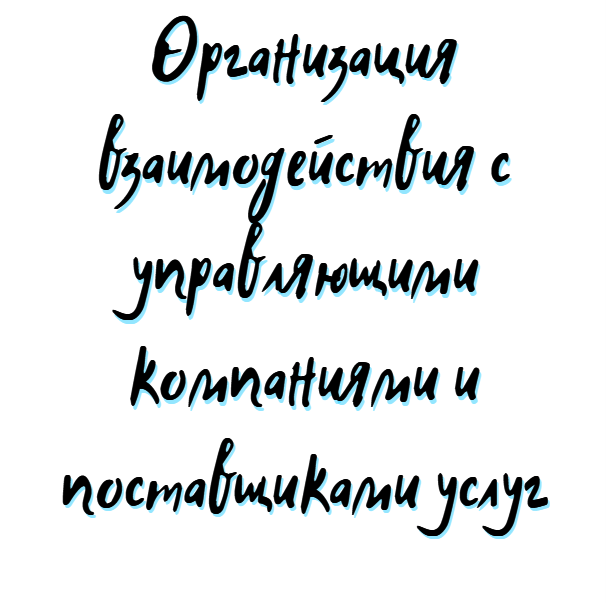 Организация
взаимодействия с
управляющими
компаниями и
поставщиками услуг